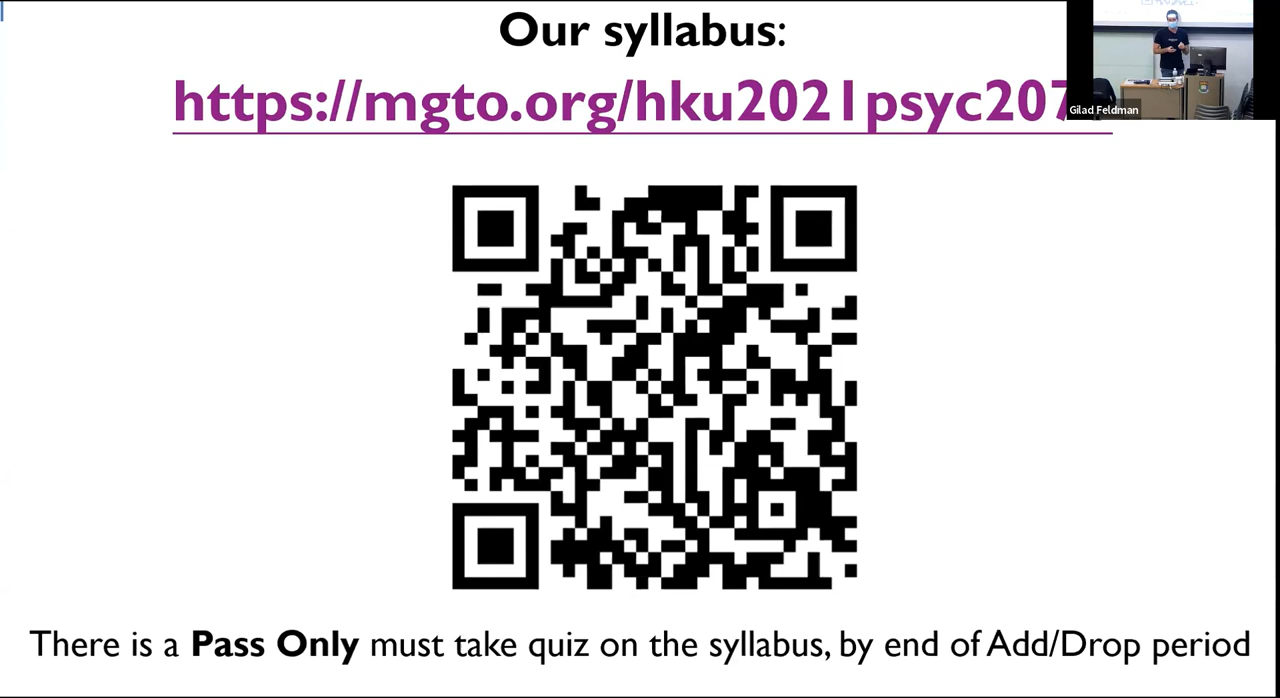 Our syllabus:
https://mgto.org/hku2021psyc207
Gilad Feldman
There is a Pass Only must take quiz on the syllabus, by end of Add/Drop period